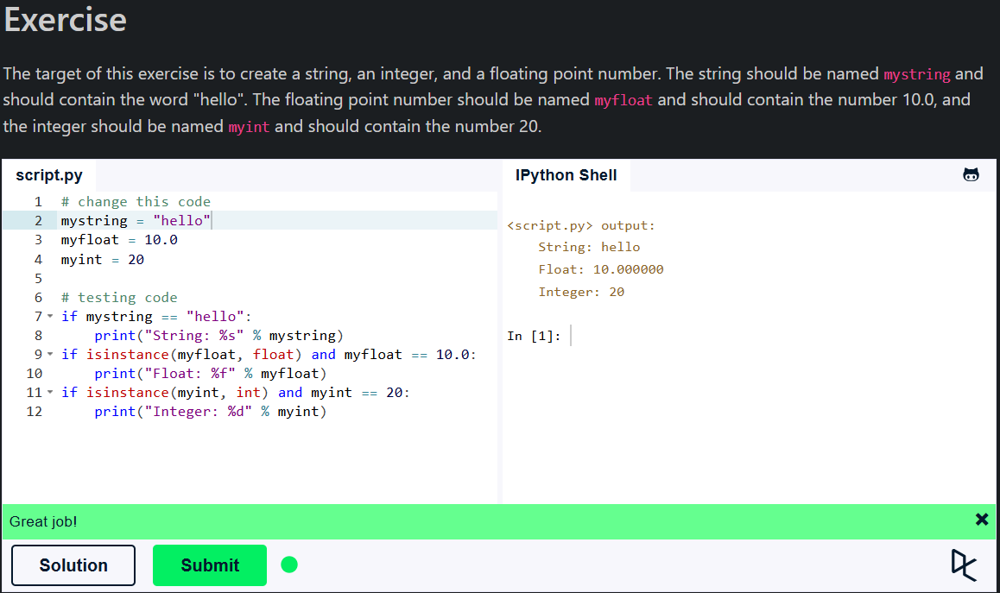 Exercise
The target of this exercise is to create a string, an integer, and a floating point number. The string should be named mystring and
should contain the word "hello". The floating point number should be named myfloat and should contain the number 10.0, and
the integer should be named myint and should contain the number 20.
script.py
1 # change this code
2 mystring = "hello"
3 myfloat = 10.0
4 myint = 20
5
6 # testing code
7 if mystring == "hello":
8     print("String: %s" % mystring)
9 if isinstance(myfloat, float) and myfloat == 10.0:
10     print("Float: %f" % myfloat)
11 if isinstance(myint, int) and myint == 20:
12     print("Integer: %d" % myint)
IPython Shell
<script.py> output:
    String: hello
    Float: 10.000000
    Integer: 20
In [1]:
Great job!
Solution
Submit